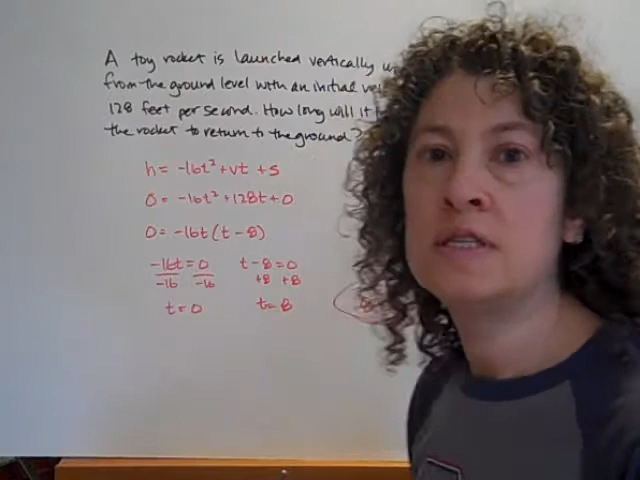 A toy rocket is launched vertically
from the ground level with an initial
128 feet per second. How long will it
the rocket to return to the ground?
h = -16t² + vt + s
0 = -16t² + 128t + 0
0 = -16t (t - 8)
-16t = 0 t - 8 = 0
-16 -16 +8 +8
t = 0 t = 8 8